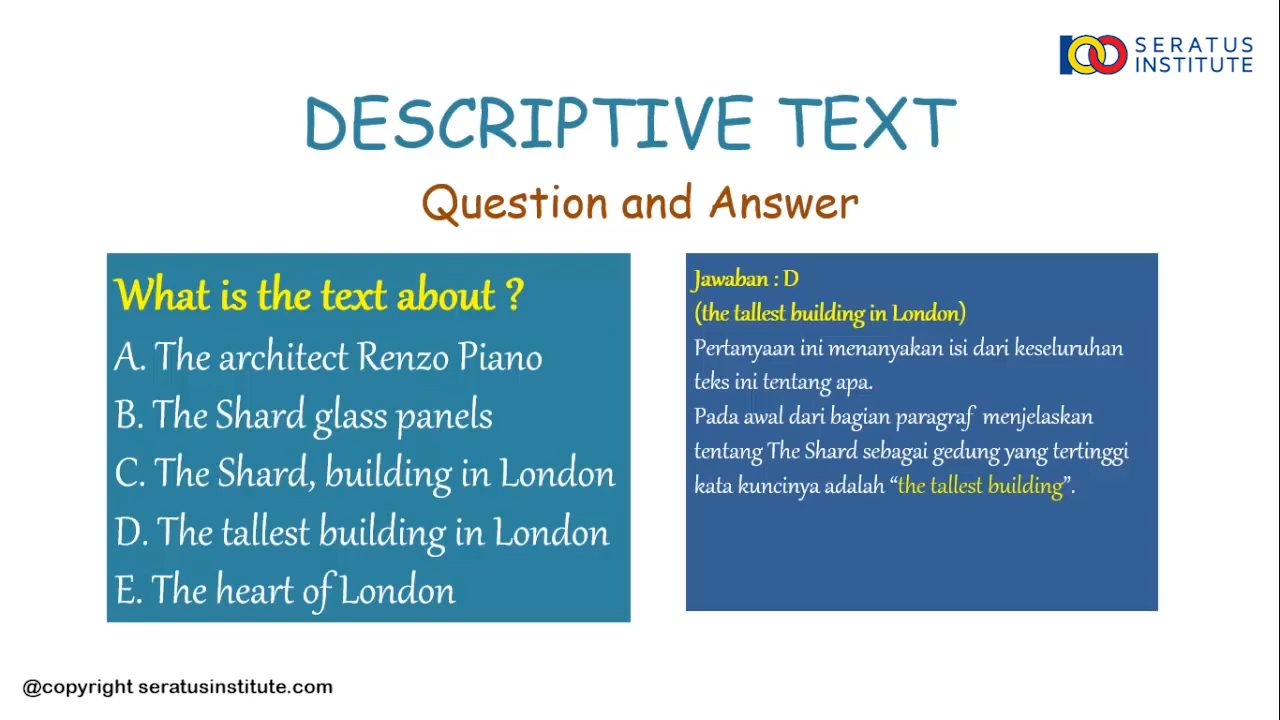 SERATUS
INSTITUTE
DESCRIPTIVE TEXT
Question and Answer
What is the text about ?
A. The architect Renzo Piano
B. The Shard glass panels
C. The Shard, building in London
D. The tallest building in London
E. The heart of London
Jawaban : D
(the tallest building in London)
Pertanyaan ini menanyakan isi dari keseluruhan
teks ini tentang apa.
Pada awal dari bagian paragraf menjelaskan
tentang The Shard sebagai gedung yang tertinggi
kata kuncinya adalah “the tallest building”.
@copyright seratusinstitute.com